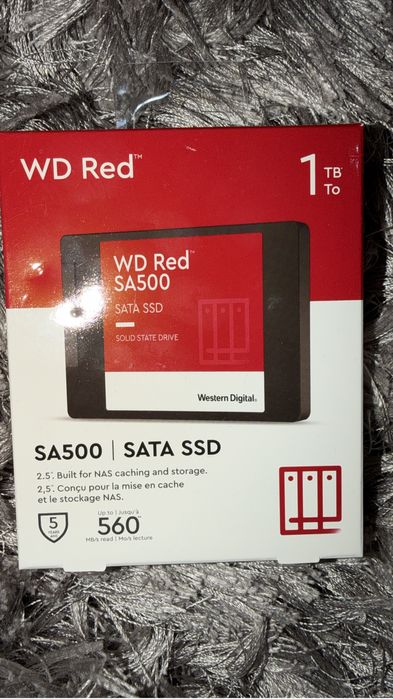 WD Red™
1 TB
To
WD Red™
SA500
SATA SSD
SOLID STATE DRIVE
Western Digital®
SA500 | SATA SSD
2.5". Built for NAS caching and storage.
2,5". Conçu pour la mise en cache
et le stockage NAS.
5
YEARS
Up to | Jusqu'à
560
MB/s read | Mo/s lecture